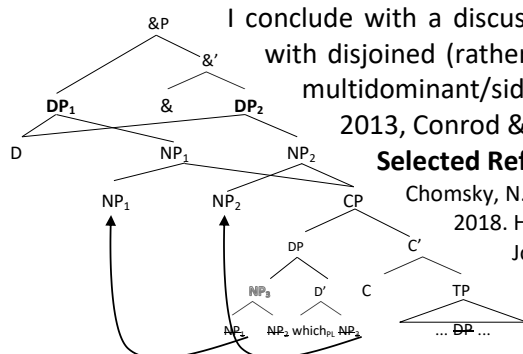 I conclude with a discus
with disjoined (rather
multidominant/sid
2013, Conrod &
Selected Ref
Chomsky, N.
2018. H
Jo
&P
&'
DP1 & DP2
D NP1 NP2
NP1 NP2 CP
DP C'
NP3 D' C TP
NP1 NP2 whichPL NP3 ... DP ...